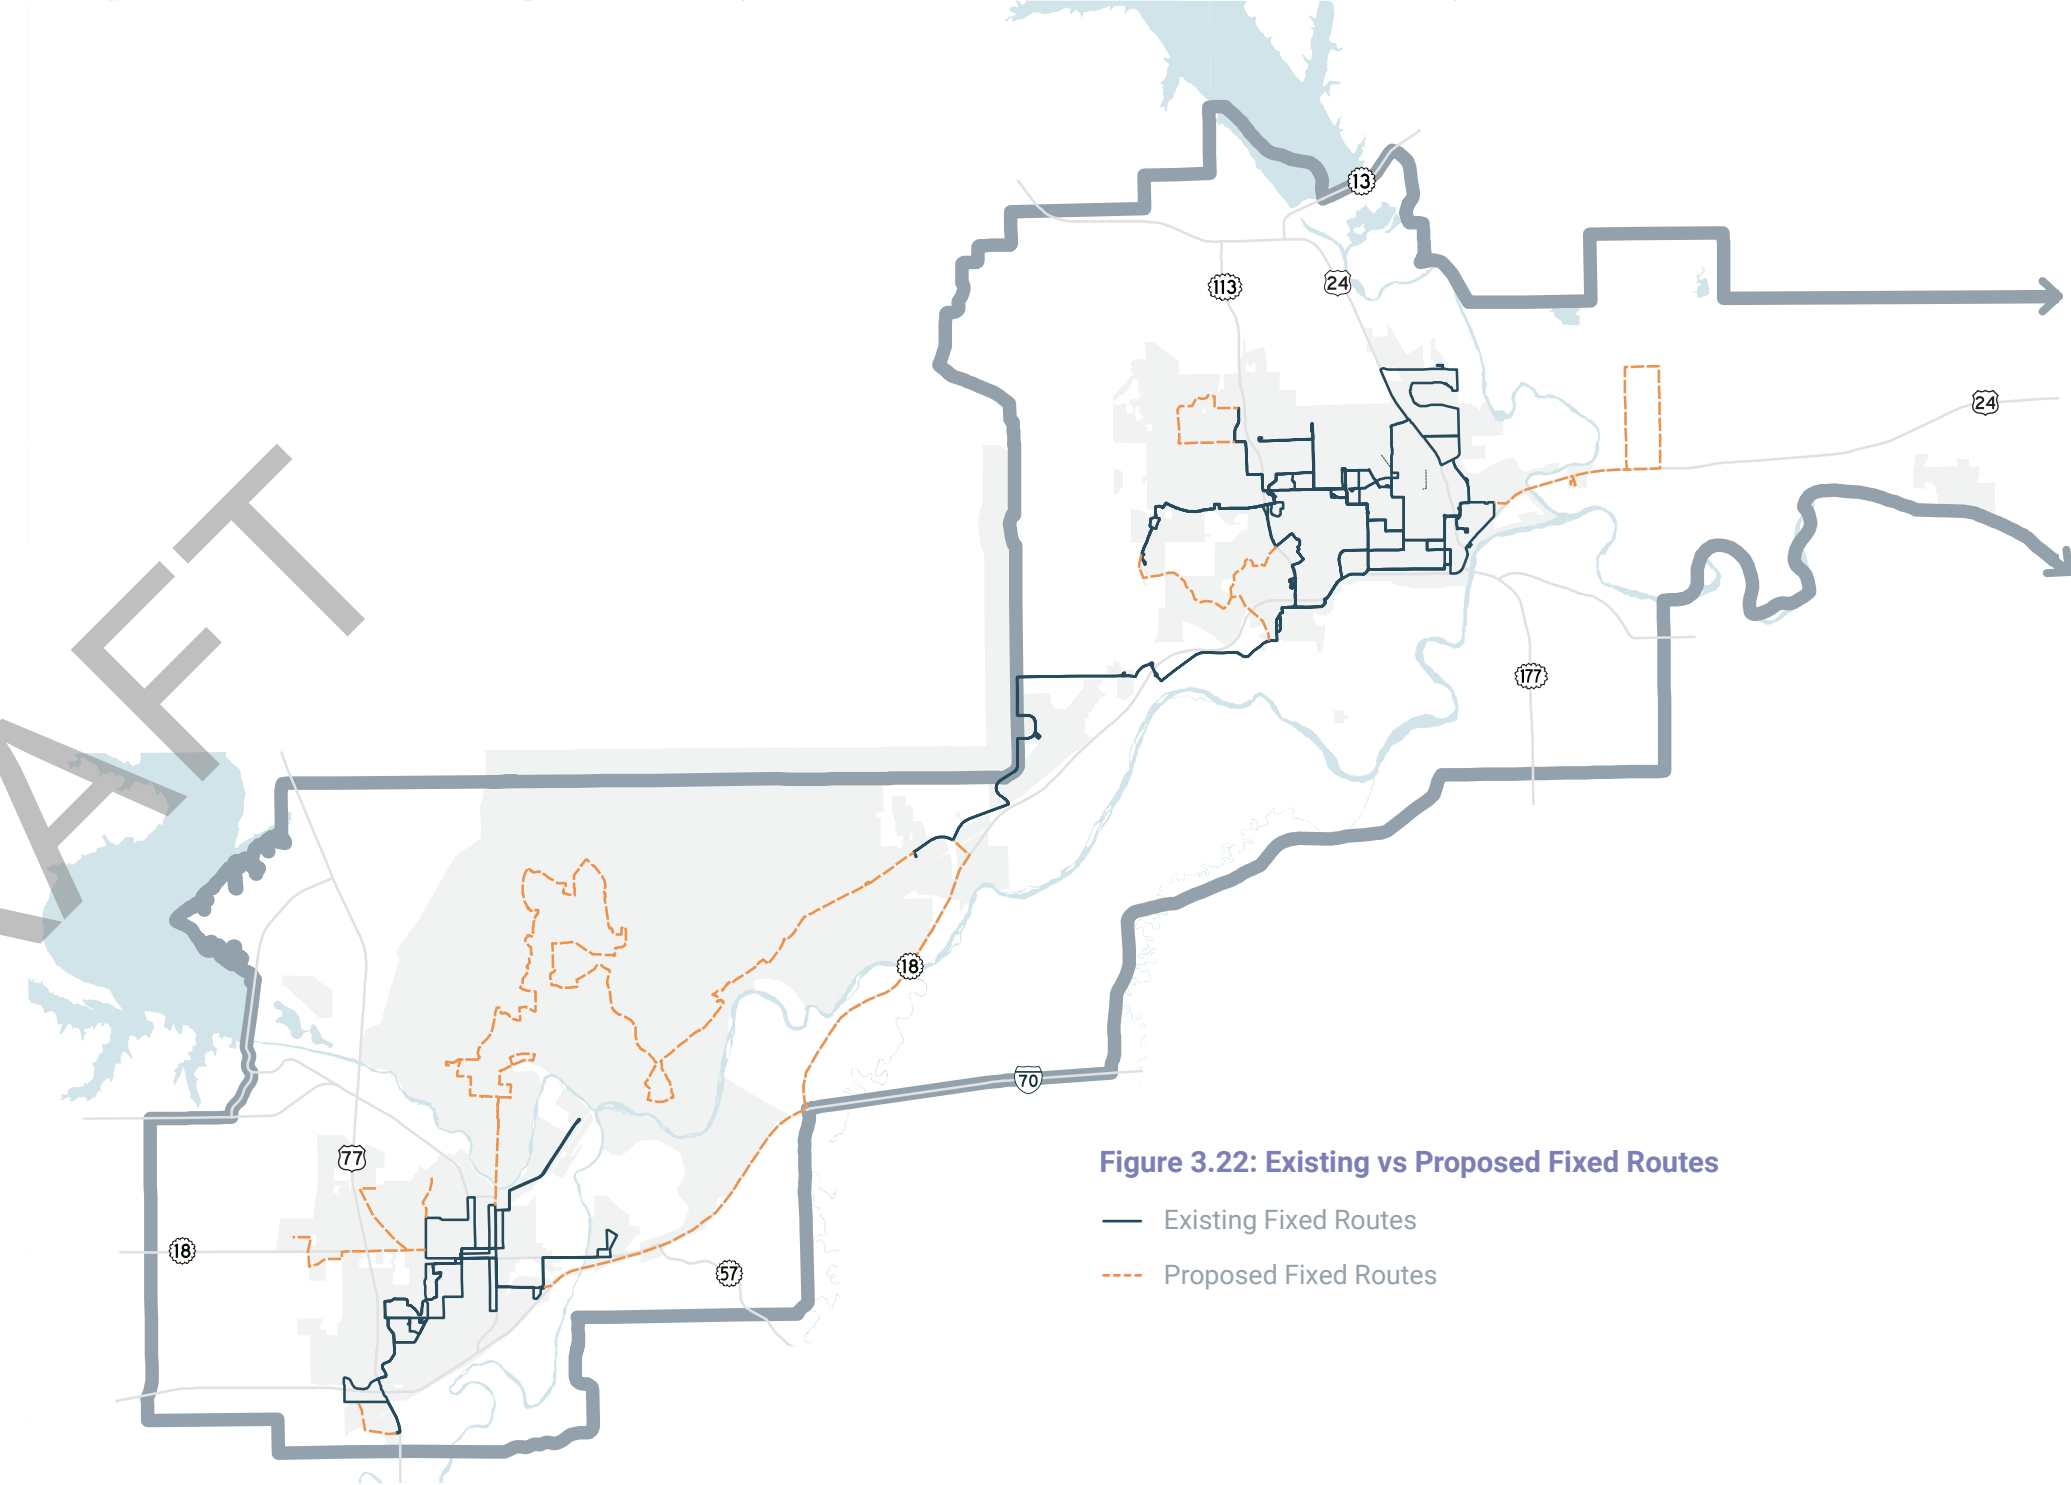 13
113
24
24
177
18
70
77
18
57
AFT
Figure 3.22: Existing vs Proposed Fixed Routes
Existing Fixed Routes
Proposed Fixed Routes